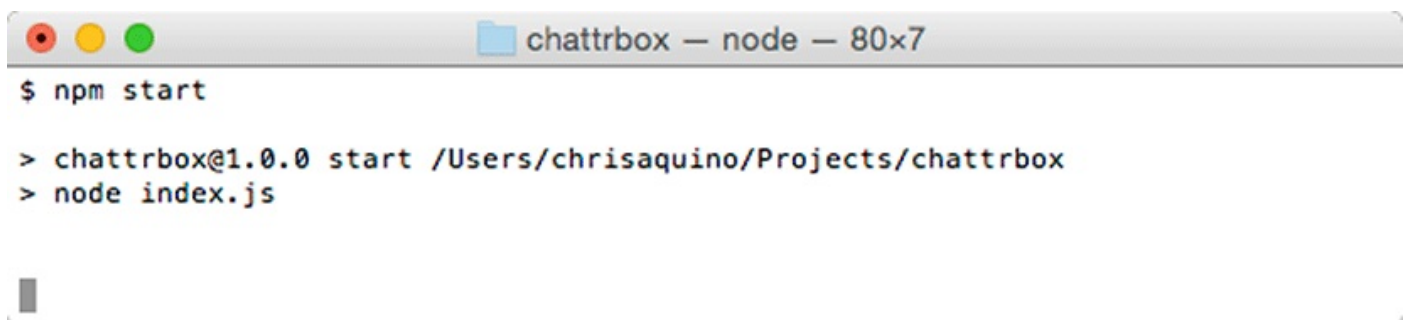 chattrbox — node — 80×7
$ npm start
> chattrbox@1.0.0 start /Users/chrisaquino/Projects/chattrbox
> node index.js